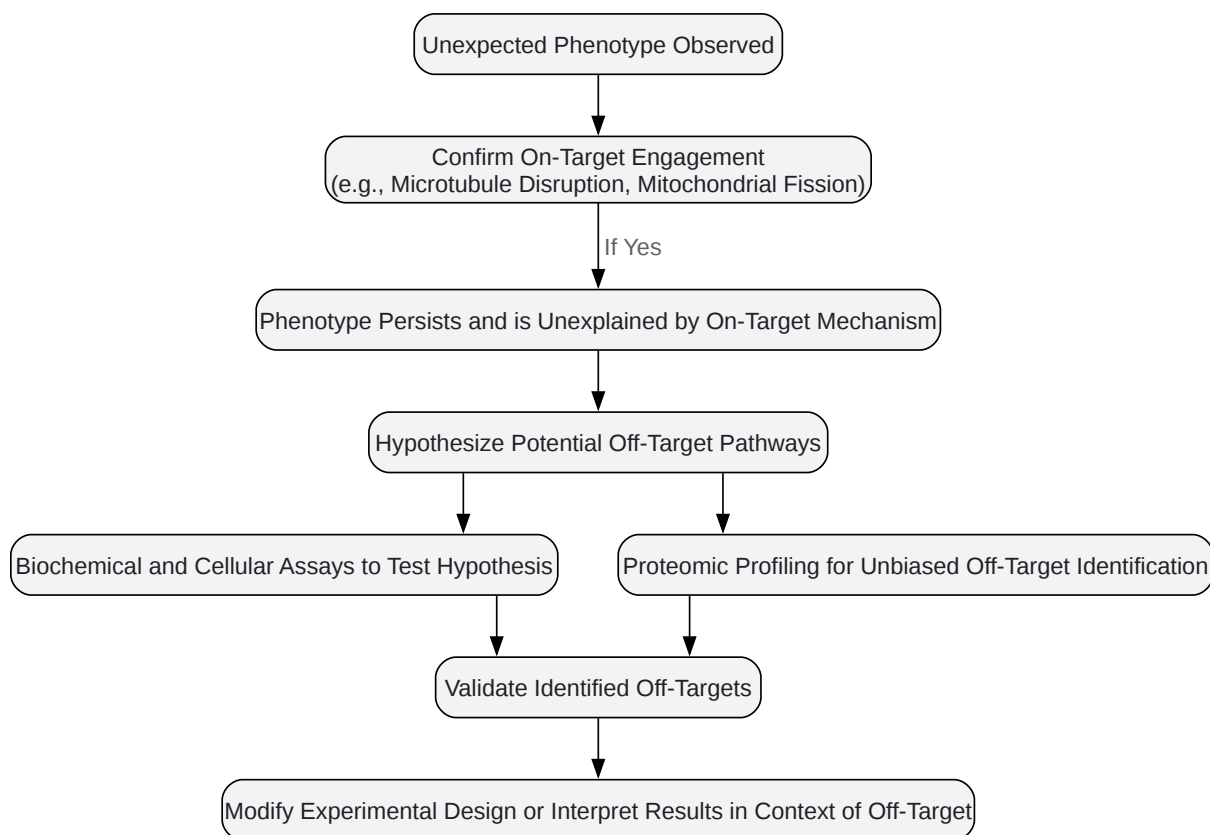 Unexpected Phenotype Observed
Confirm On-Target Engagement
(e.g., Microtubule Disruption, Mitochondrial Fission)
If Yes
Phenotype Persists and is Unexplained by On-Target Mechanism
Hypothesize Potential Off-Target Pathways
Biochemical and Cellular Assays to Test Hypothesis
Proteomic Profiling for Unbiased Off-Target Identification
Validate Identified Off-Targets
Modify Experimental Design or Interpret Results in Context of Off-Target